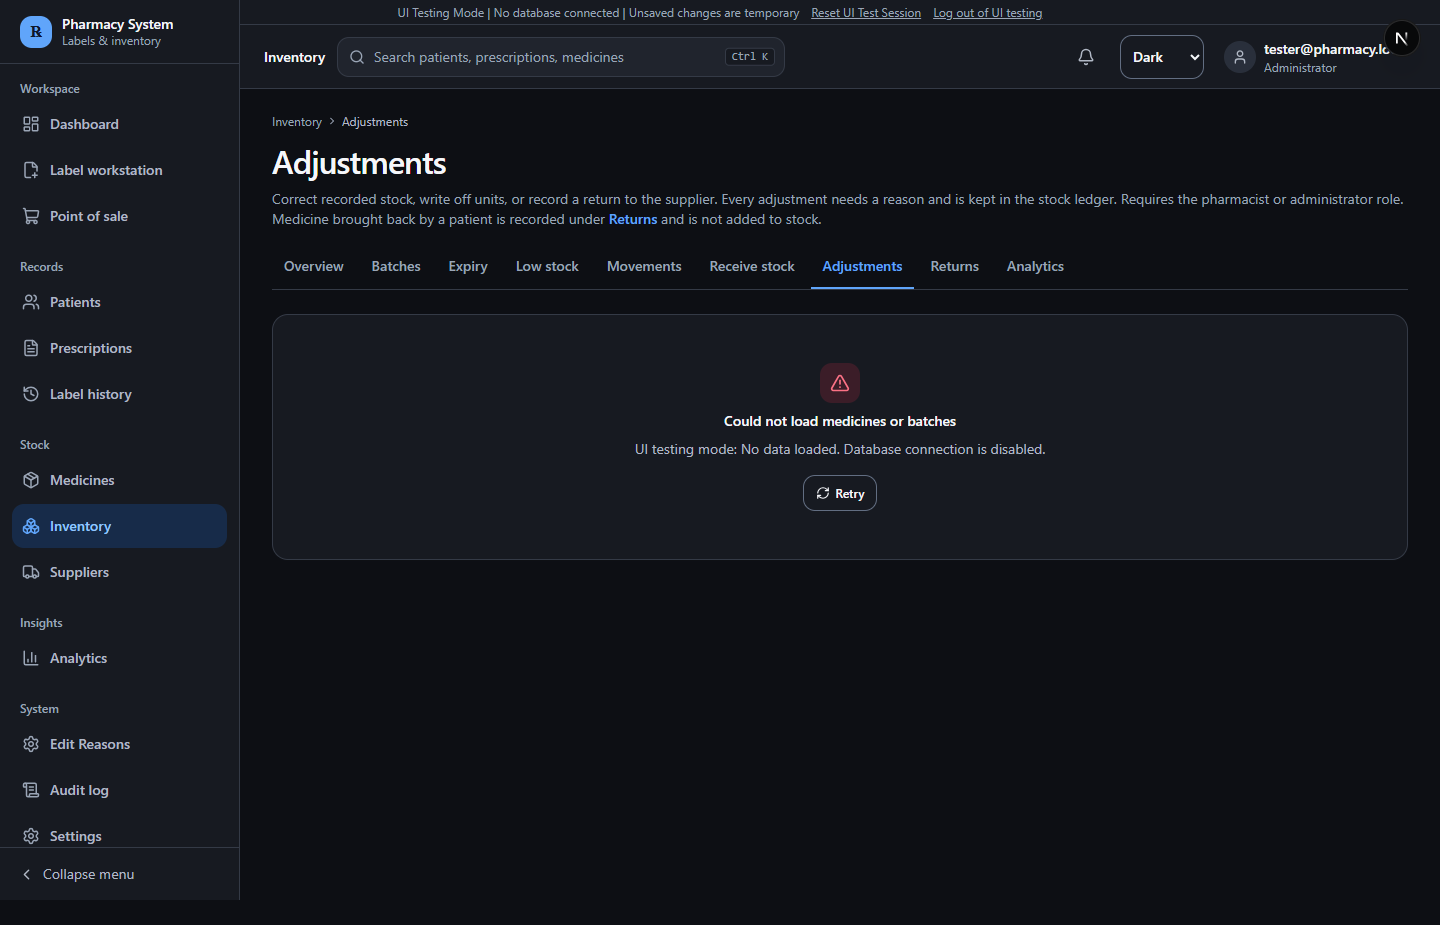 Pharmacy System
Labels & inventory
Workspace
Dashboard
Label workstation
Point of sale
Records
Patients
Prescriptions
Label history
Stock
Medicines
Inventory
Suppliers
Insights
Analytics
System
Edit Reasons
Audit log
Settings
Collapse menu
UI Testing Mode | No database connected | Unsaved changes are temporary Reset UI Test Session Log out of UI testing
Inventory
Search patients, prescriptions, medicines
Ctrl K
Dark
tester@pharmacy.lo
Administrator
N
Inventory > Adjustments
Adjustments
Correct recorded stock, write off units, or record a return to the supplier. Every adjustment needs a reason and is kept in the stock ledger. Requires the pharmacist or administrator role.
Medicine brought back by a patient is recorded under Returns and is not added to stock.
Overview Batches Expiry Low stock Movements Receive stock Adjustments Returns Analytics
Could not load medicines or batches
UI testing mode: No data loaded. Database connection is disabled.
Retry